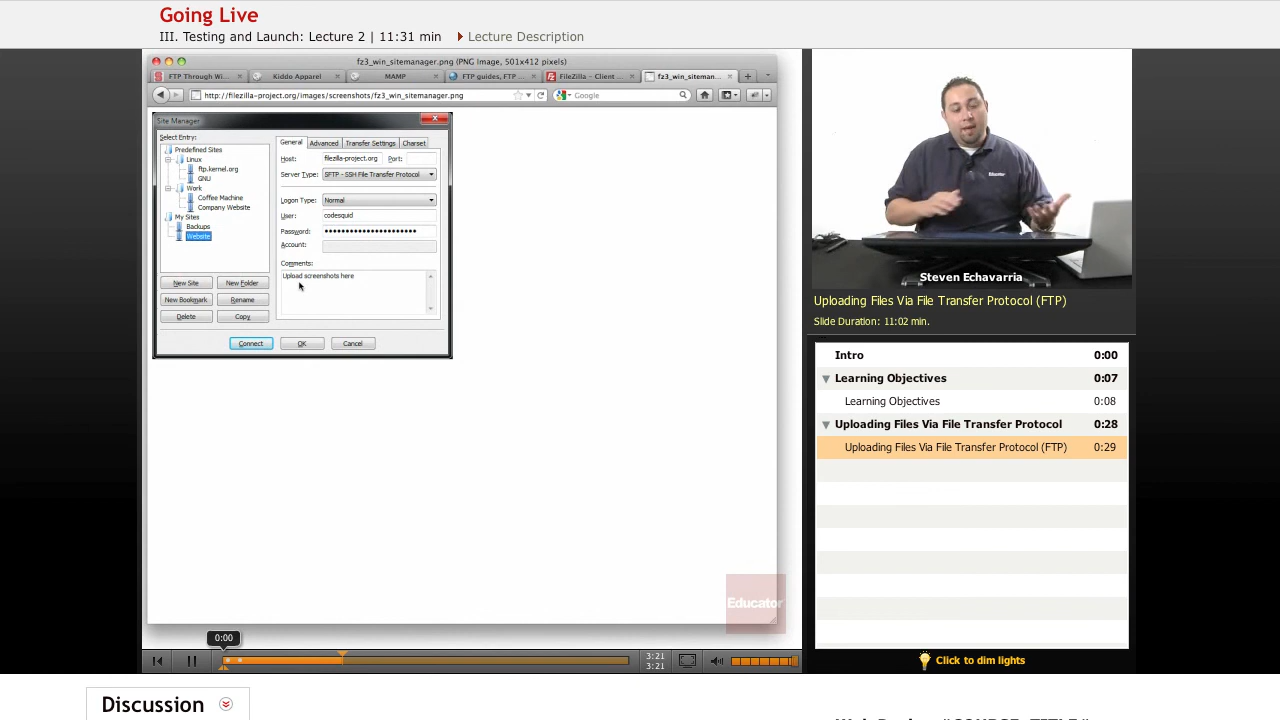 Going Live
III. Testing and Launch: Lecture 2 | 11:31 min
Lecture Description
fz3_win_sitemanager.png (PNG Image, 501x412 pixels)
FTP Through Wi...
Kiddo Apparel
MAMP
FTP guides, FTP ...
FileZilla - Client ...
fz3_win_siteman...
http://filezilla-project.org/images/screenshots/fz3_win_sitemanager.png
Google
Site Manager
Select Entry:
Predefined Sites
Linux
ftp.kernel.org
GNU
Work
Coffee Machine
Company Website
My Sites
Backups
Website
New Site
New Folder
New Bookmark
Rename
Delete
Copy
General
Advanced
Transfer Settings
Charset
Host:
filezilla-project.org
Port:
Server Type:
SFTP - SSH File Transfer Protocol
Logon Type:
Normal
User:
codesquid
Password:
Account:
Comments:
Upload screenshots here
Connect
OK
Cancel
Educator
0:00
3:21
3:21
Educator
Steven Echavarria
Uploading Files Via File Transfer Protocol (FTP)
Slide Duration: 11:02 min.
Intro 0:00
Learning Objectives 0:07
Learning Objectives 0:08
Uploading Files Via File Transfer Protocol 0:28
Uploading Files Via File Transfer Protocol (FTP) 0:29
Click to dim lights
Discussion